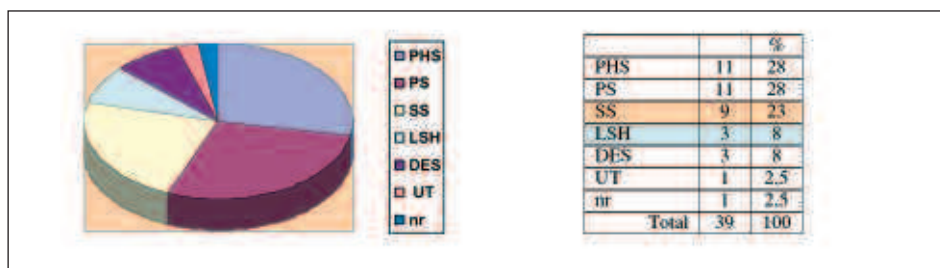 PHS
PS
SS
LSH
DES
UT
nr
%
PHS 11 28
PS 11 28
SS 9 23
LSH 3 8
DES 3 8
UT 1 2.5
nr 1 2.5
Total 39 100